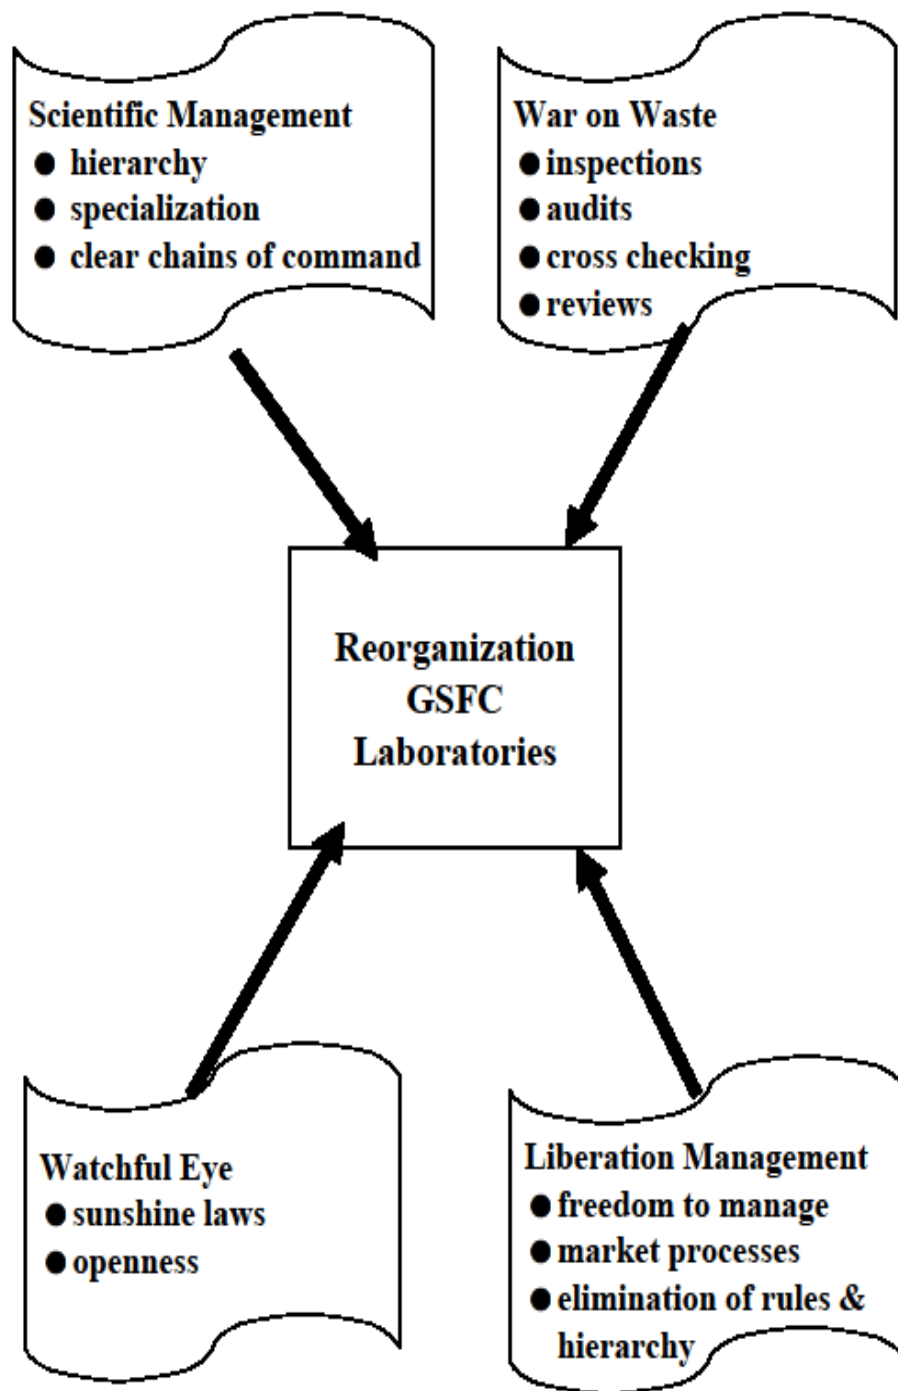 Scientific Management
● hierarchy
● specialization
● clear chains of command
War on Waste
● inspections
● audits
● cross checking
● reviews
Reorganization
GSFC
Laboratories
Watchful Eye
● sunshine laws
● openness
Liberation Management
● freedom to manage
● market processes
● elimination of rules &
hierarchy